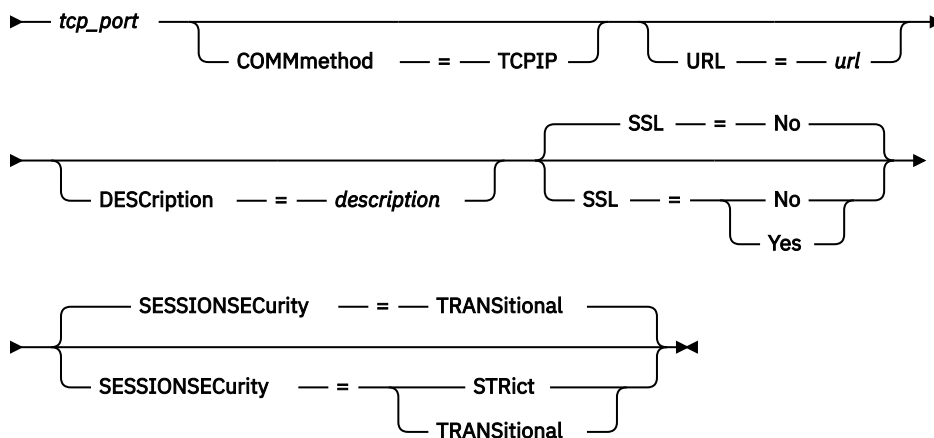 tcp_port
COMMmethod = TCPIP URL = url
SSL = No
DESCription = description SSL = No
Yes
SESSIONSECurity = TRANSitional
SESSIONSECurity = STRict
TRANSitional